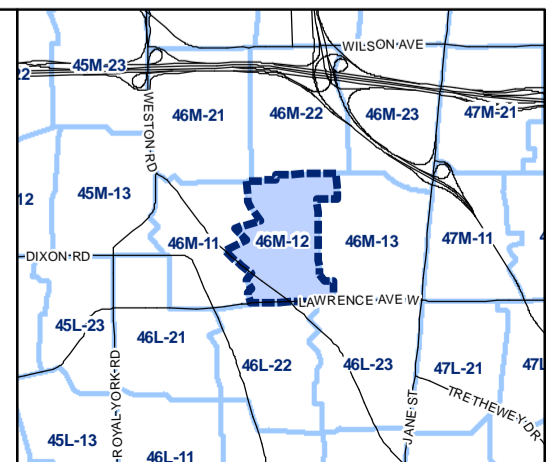 WILSON AVE
45M-23
22
46M-21
46M-22
46M-23
47M-21
WESTON RD
12
45M-13
46M-11
46M-12
46M-13
47M-11
4
DIXON RD
LAWRENCE AVE W
45L-23
46L-21
46L-22
46L-23
47L-21
47L
ROYAL YORK RD
JANE ST
TRETHEWEY DR
45L-13
46L-11